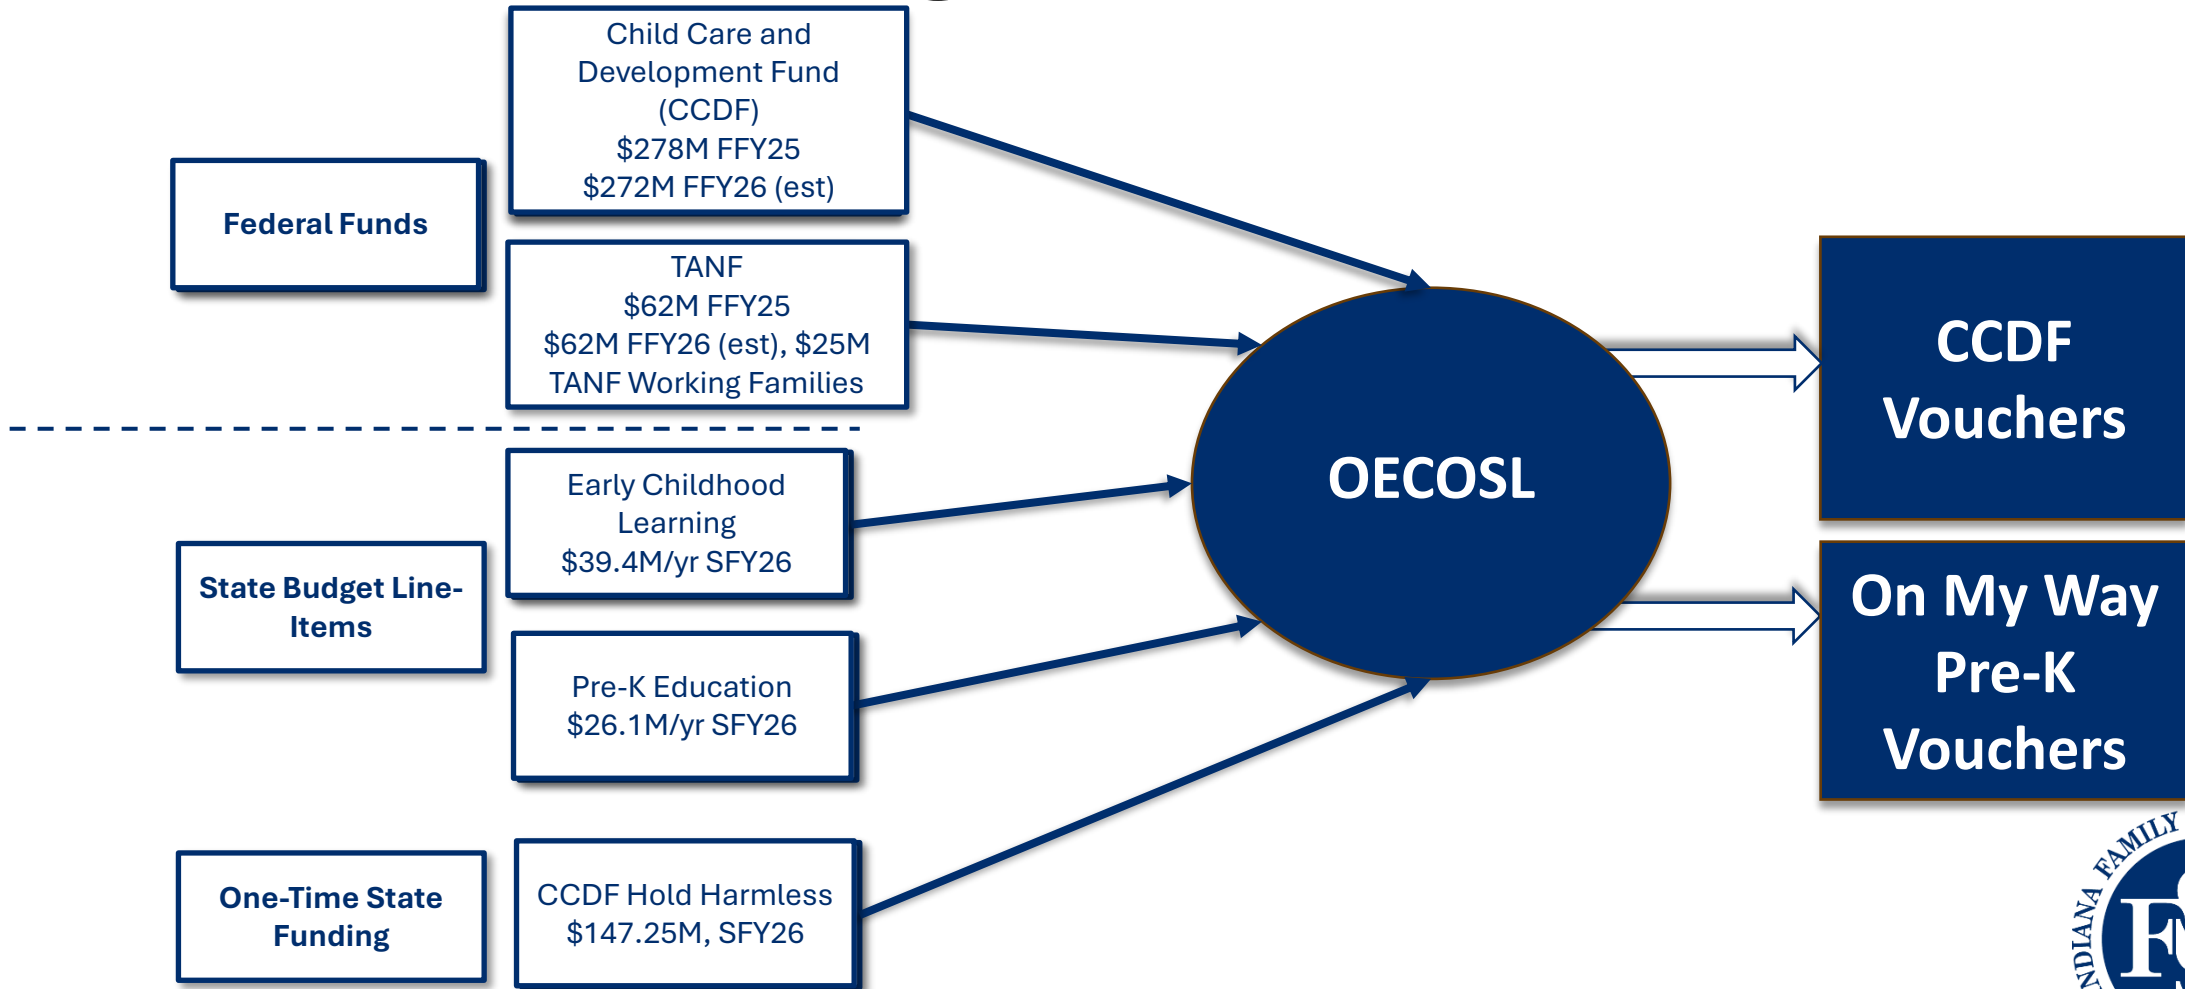 Child Care and
Development Fund
(CCDF)
$278M FFY25
$272M FFY26 (est)
Federal Funds
TANF
$62M FFY25
$62M FFY26 (est), $25M
TANF Working Families
Early Childhood
Learning
$39.4M/yr SFY26
State Budget Line-
Items
Pre-K Education
$26.1M/yr SFY26
One-Time State
Funding
CCDF Hold Harmless
$147.25M, SFY26
OECOSL
CCDF
Vouchers
On My Way
Pre-K
Vouchers
INDIANA FAMILY